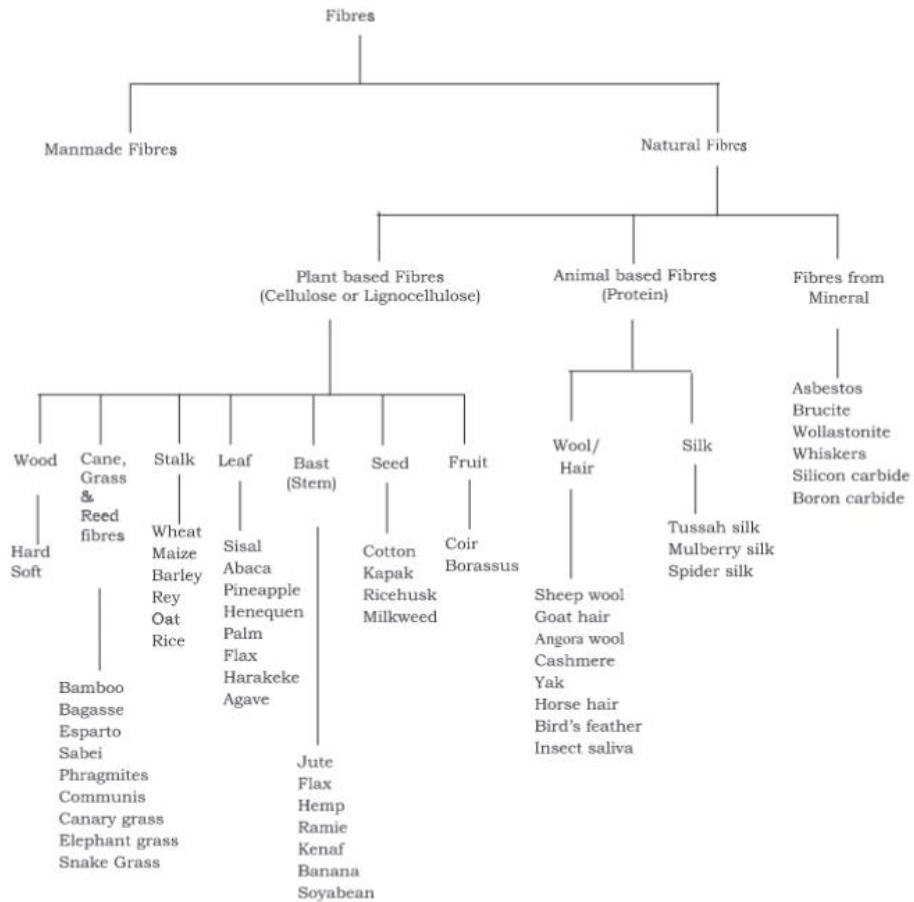 Fibres
Manmade Fibres
Natural Fibres
Plant based Fibres
(Cellulose or Lignocellulose)
Animal based Fibres
(Protein)
Fibres from
Mineral
Wood
Hard
Soft
Cane,
Grass
&
Reed
fibres
Bamboo
Bagasse
Esparto
Sabei
Phragmites
Communis
Canary grass
Elephant grass
Snake Grass
Stalk
Wheat
Maize
Barley
Rey
Oat
Rice
Leaf
Sisal
Abaca
Pineapple
Henequen
Palm
Flax
Harakeke
Agave
Bast
(Stem)
Jute
Flax
Hemp
Ramie
Kenaf
Banana
Soyabean
Seed
Cotton
Kapak
Ricehusk
Milkweed
Fruit
Coir
Borassus
Wool/
Hair
Sheep wool
Goat hair
Angora wool
Cashmere
Yak
Horse hair
Bird's feather
Insect saliva
Silk
Tussah silk
Mulberry silk
Spider silk
Asbestos
Brucite
Wollastonite
Whiskers
Silicon carbide
Boron carbide